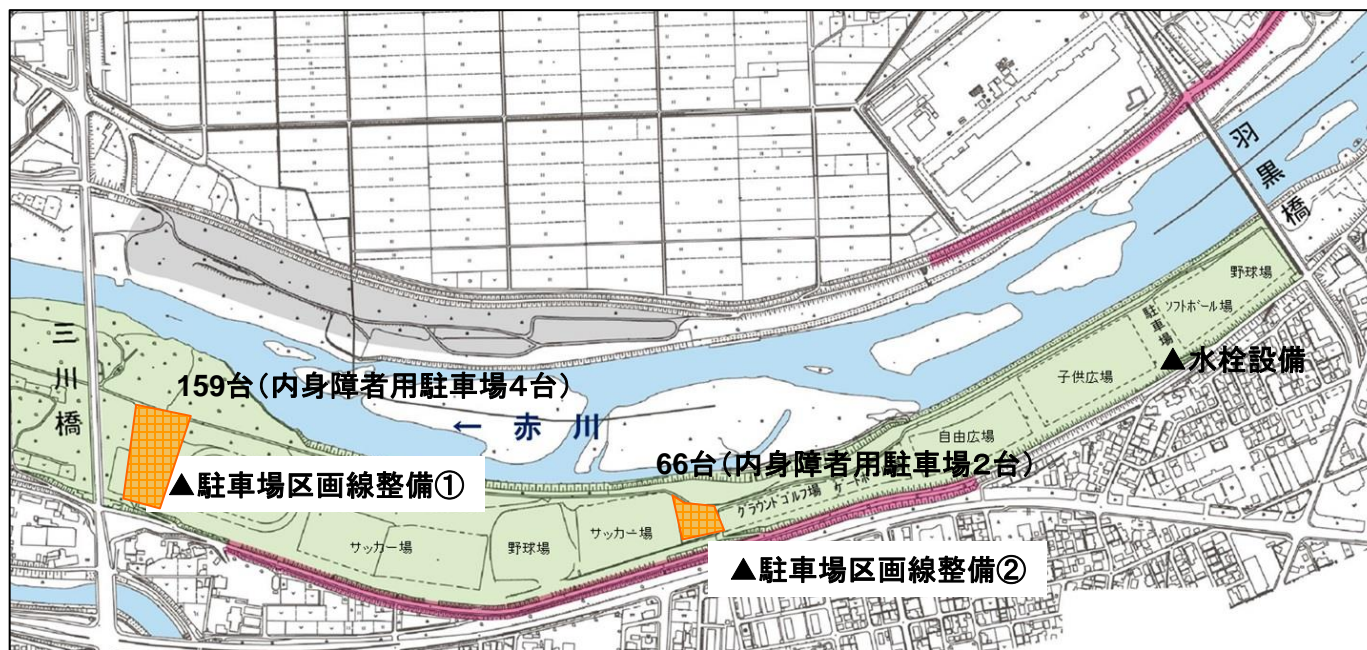 羽黒橋
三川橋
159台(内身障者用駐車場4台)
← 赤川
▲駐車場区画線整備①
66台(内身障者用駐車場2台)
▲駐車場区画線整備②
▲水栓設備
野球場
ソフトボール場
駐車場
子供広場
自由広場
グラウンドゴルフ場
サッカー場
野球場
サッカー場